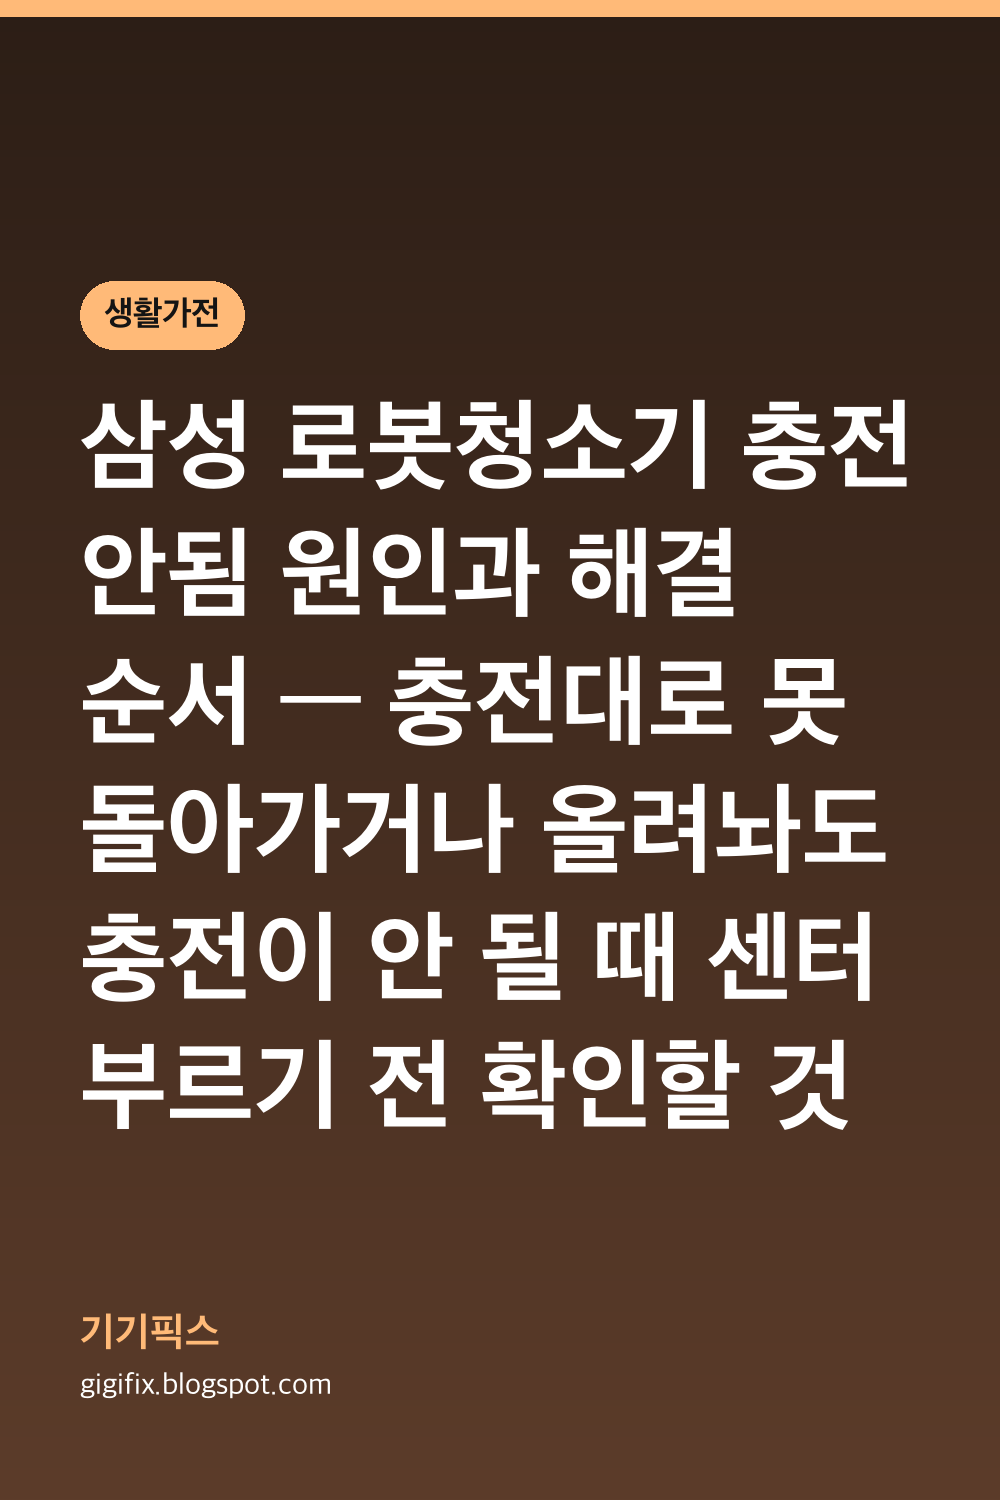 생활가전
삼성 로봇청소기 충전
안됨 원인과 해결
순서 — 충전대로 못
돌아가거나 올려놔도
충전이 안 될 때 센터
부르기 전 확인할 것
기기픽스
gigifix.blogspot.com